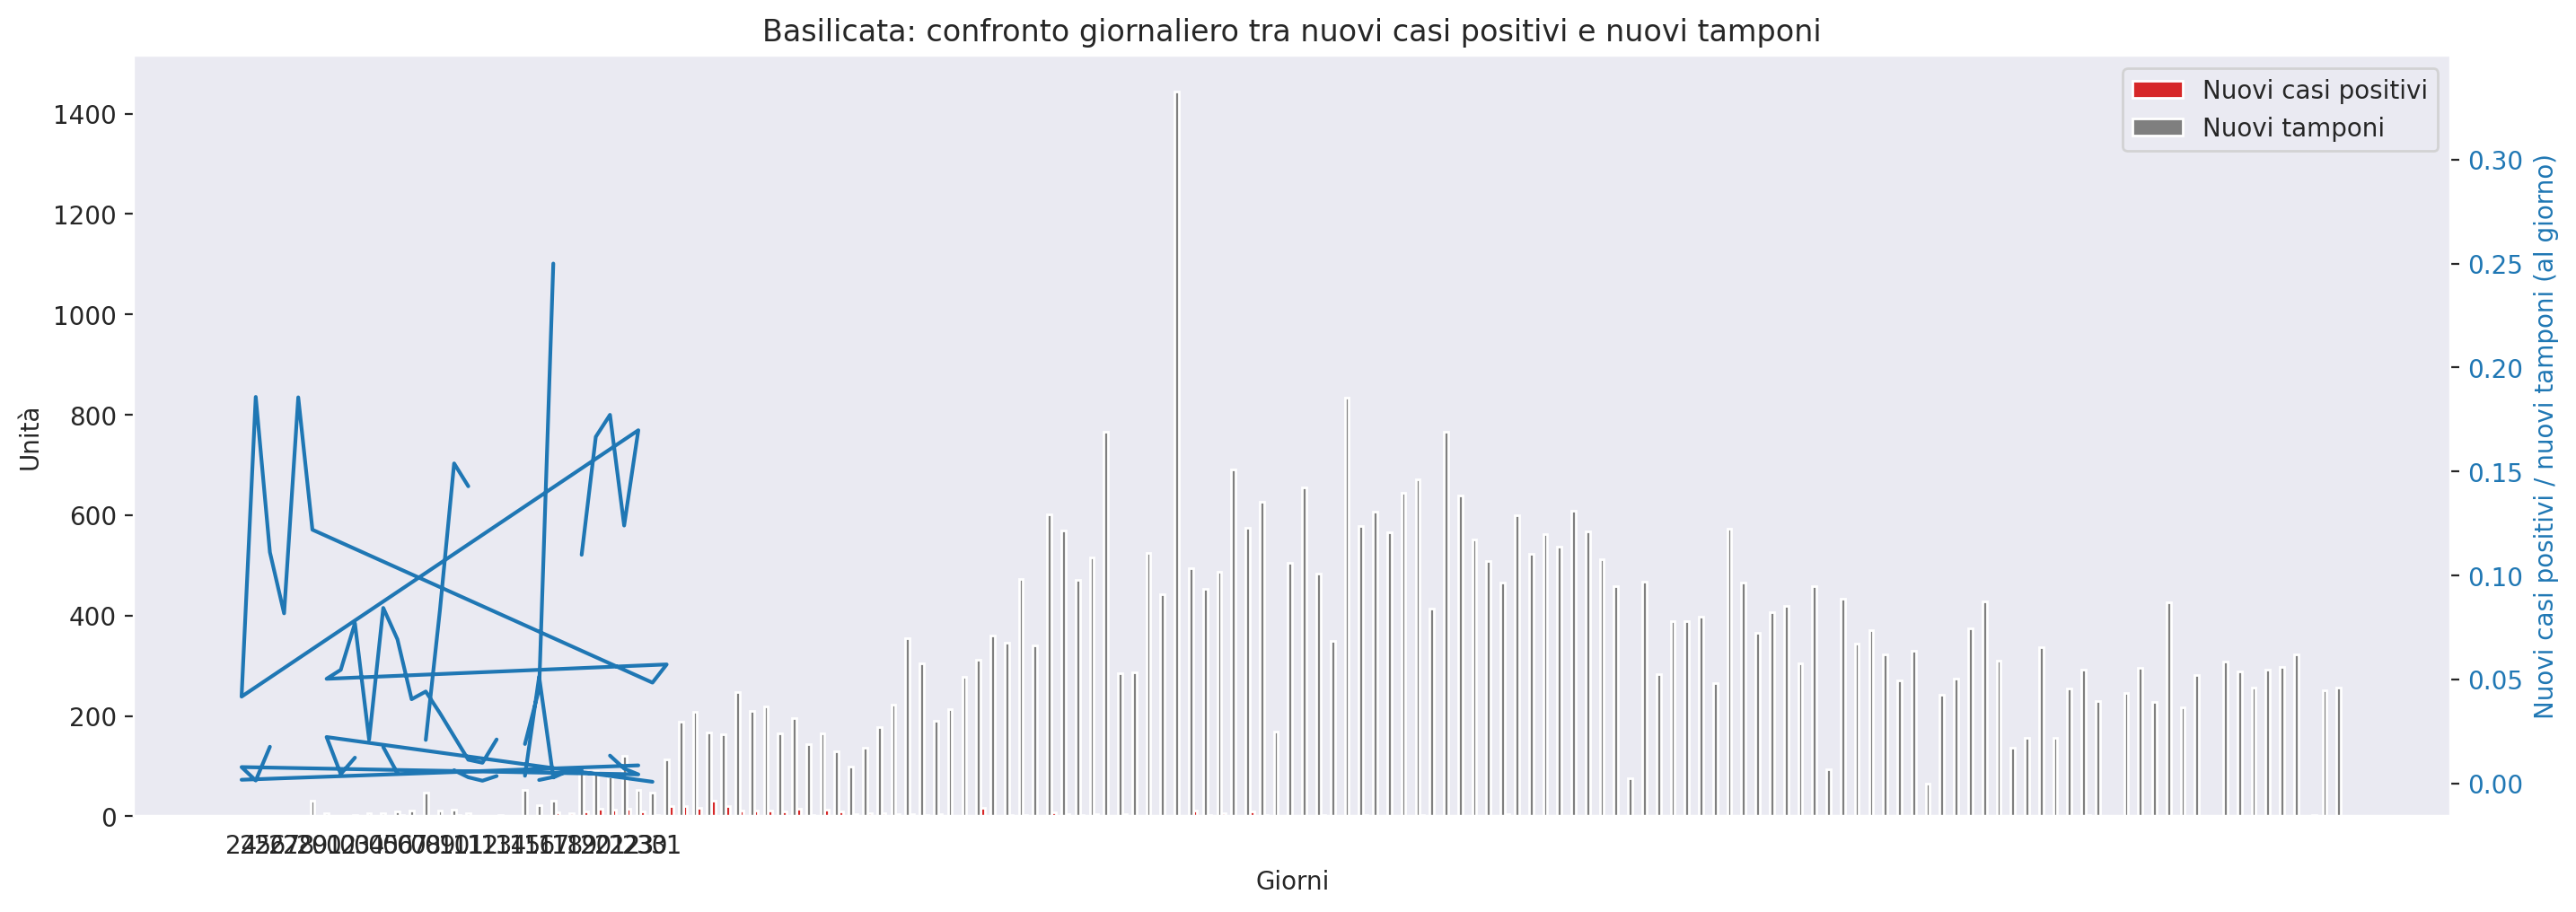 Basilicata: confronto giornaliero tra nuovi casi positivi e nuovi tamponi
Nuovi casi positivi
Nuovi tamponi
1400
1200
1000
800
600
400
200
0
Unità
0.30
0.25
0.20
0.15
0.10
0.05
0.00
Nuovi casi positivi / nuovi tamponi (al giorno)
Giorni